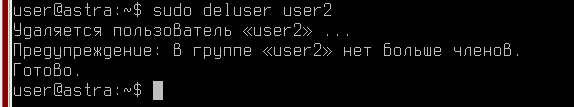 user@astra:~$ sudo deluser user2
Удаляется пользователь «user2» ...
Предупреждение: В группе «user2» нет больше членов.
Готово.
user@astra:~$